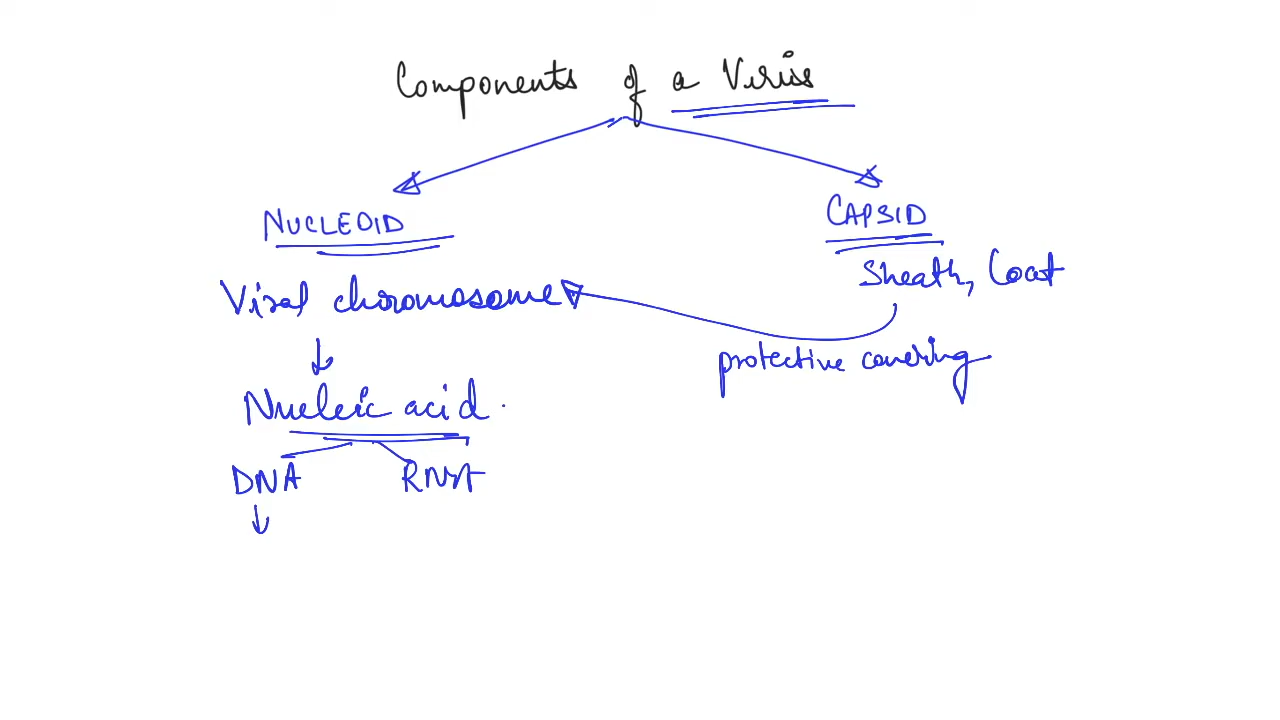 Components of a Virus
NUCLEOID
CAPSID
Sheath, Coat
Viral chromosome
protective covering
Nucleic acid.
DNA RNA